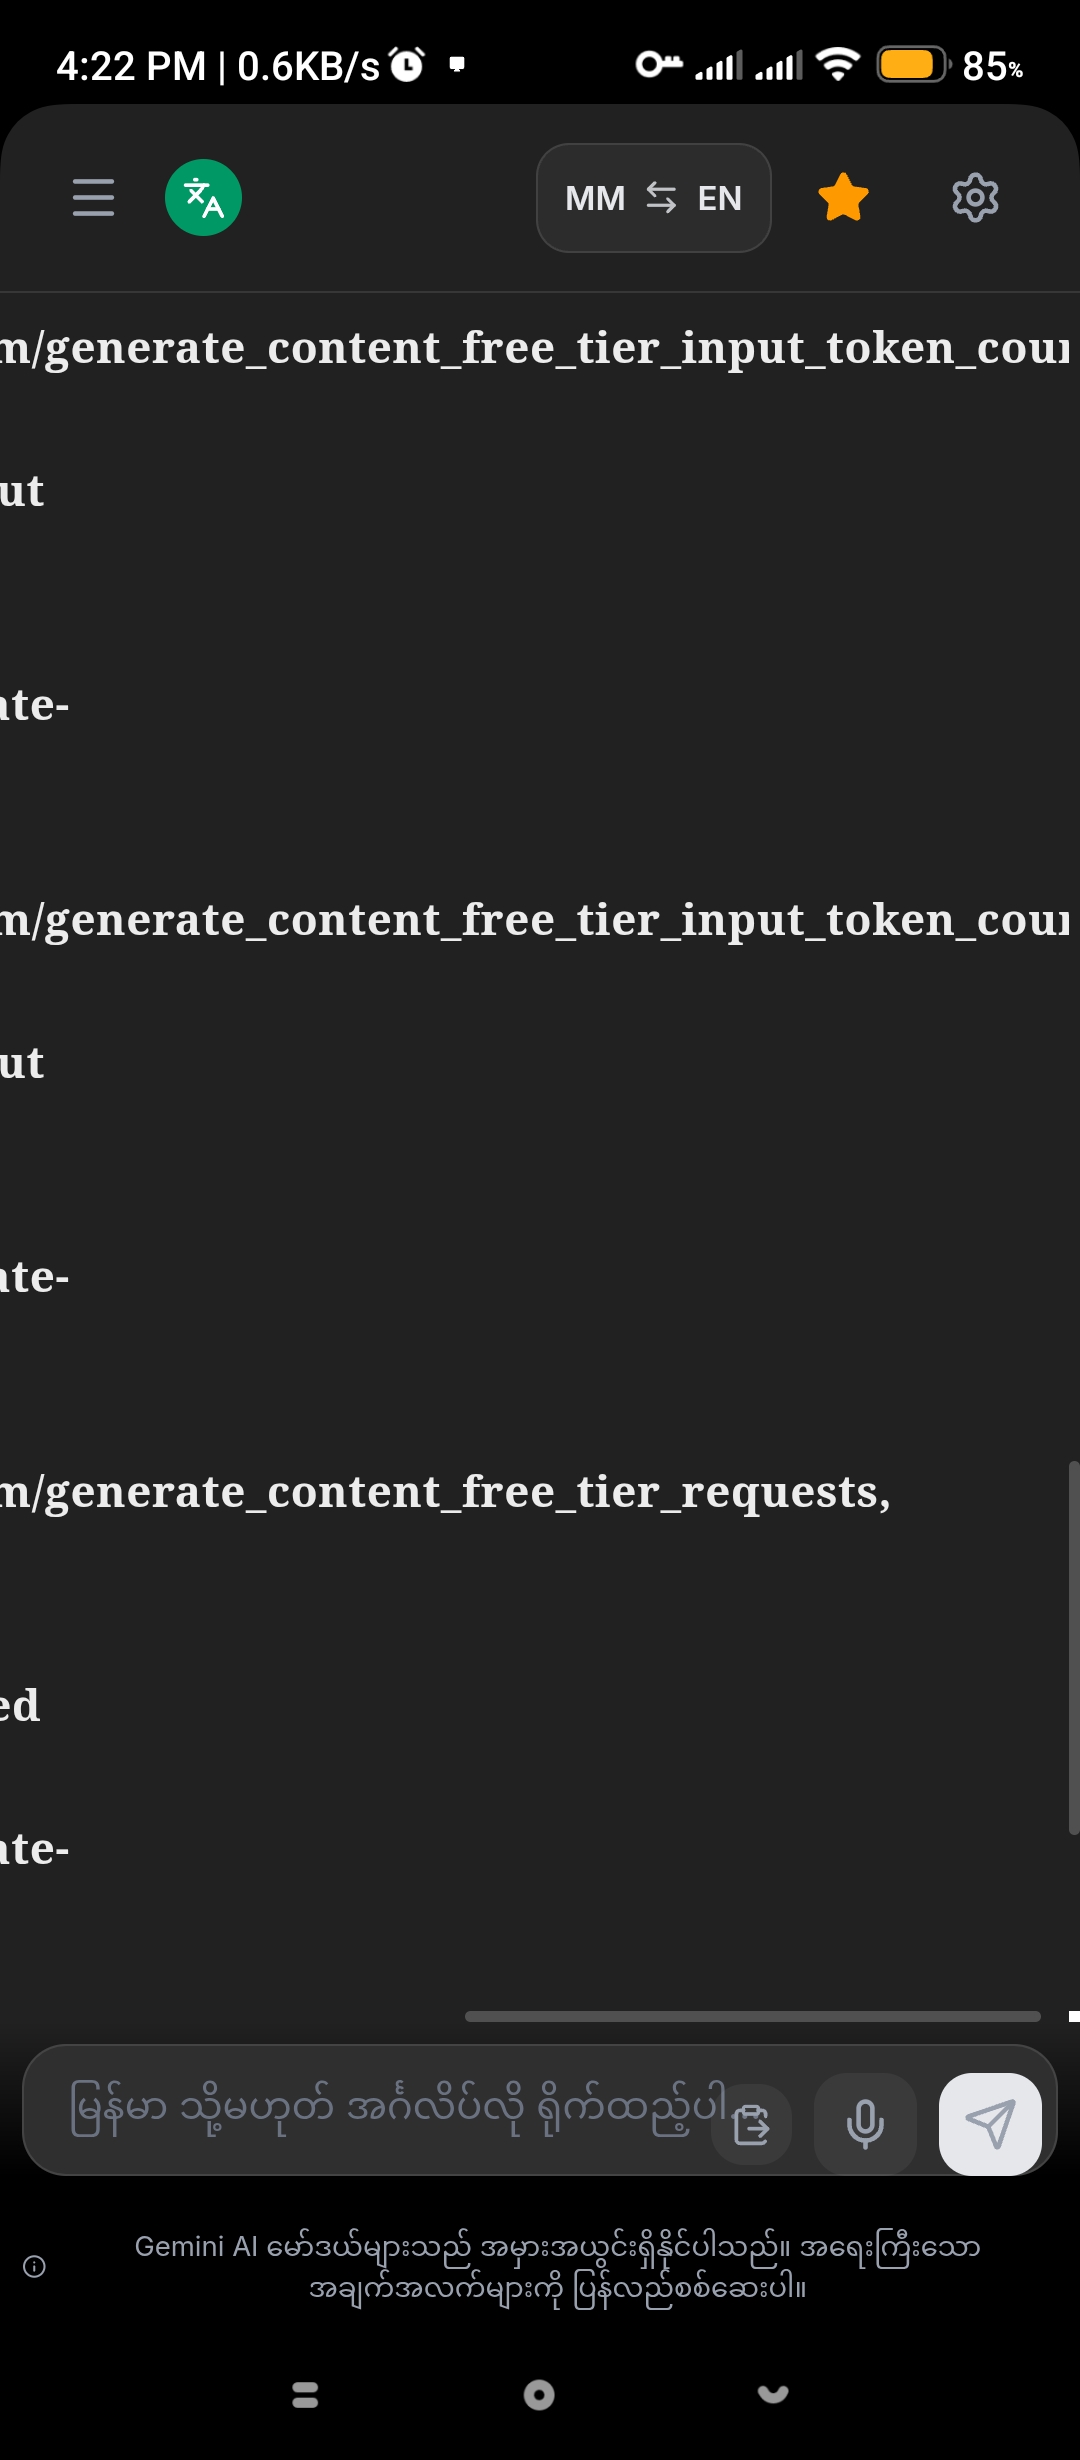 4:22 PM | 0.6KB/s 85%
MM EN
m/generate_content_free_tier_input_token_coun
ut
ate-
m/generate_content_free_tier_input_token_coun
ut
ate-
m/generate_content_free_tier_requests,
ed
ate-
မြန်မာ သို့မဟုတ် အင်္ဂလိပ်လို ရိုက်ထည့်ပါ...
Gemini AI မော်ဒယ်များသည် အမှားအယွင်းရှိနိုင်ပါသည်။ အရေးကြီးသော
အချက်အလက်များကို ပြန်လည်စစ်ဆေးပါ။